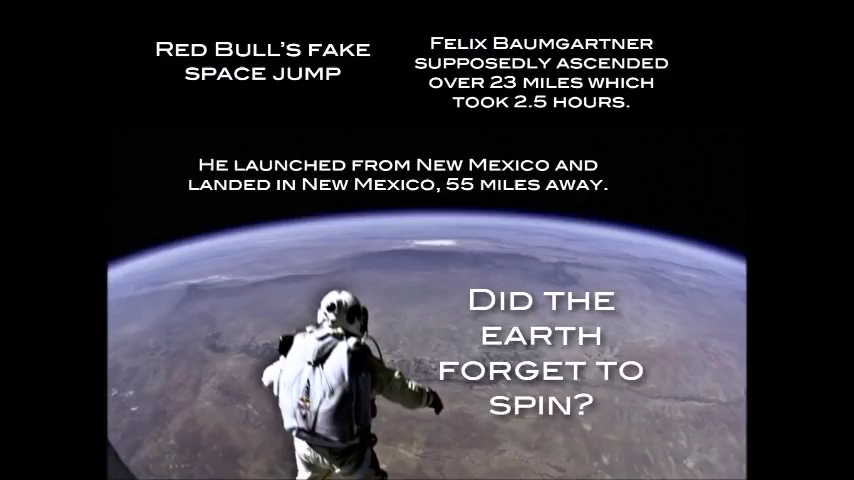 Red Bull's fake
space jump
Felix Baumgartner
supposedly ascended
over 23 miles which
took 2.5 hours.
He launched from New Mexico and
landed in New Mexico, 55 miles away.
Did the
earth
forget to
spin?